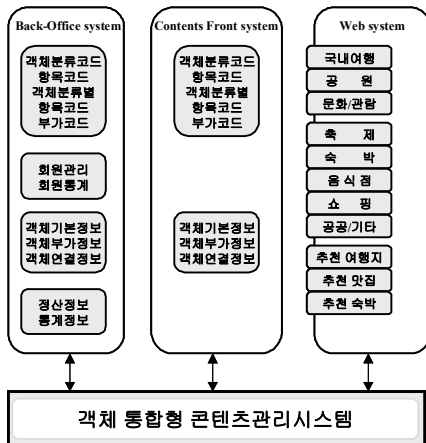 Back-Office system
객체분류코드
항목코드
객체분류별
항목코드
부가코드
회원관리
회원통계
객체기본정보
객체부가정보
객체연결정보
정산정보
통계정보
Contents Front system
객체분류코드
항목코드
객체분류별
항목코드
부가코드
객체기본정보
객체부가정보
객체연결정보
Web system
국내여행
공 원
문화/관람
축 제
숙 박
음 식 점
쇼 핑
공공/기타
추천 여행지
추천 맛집
추천 숙박
객체 통합형 콘텐츠관리시스템